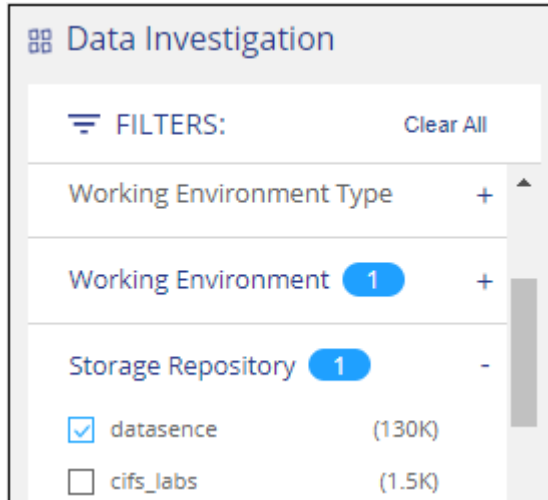 Data Investigation
FILTERS: Clear All
Working Environment Type +
Working Environment 1 +
Storage Repository 1 -
datasence (130K)
cifs_labs (1.5K)